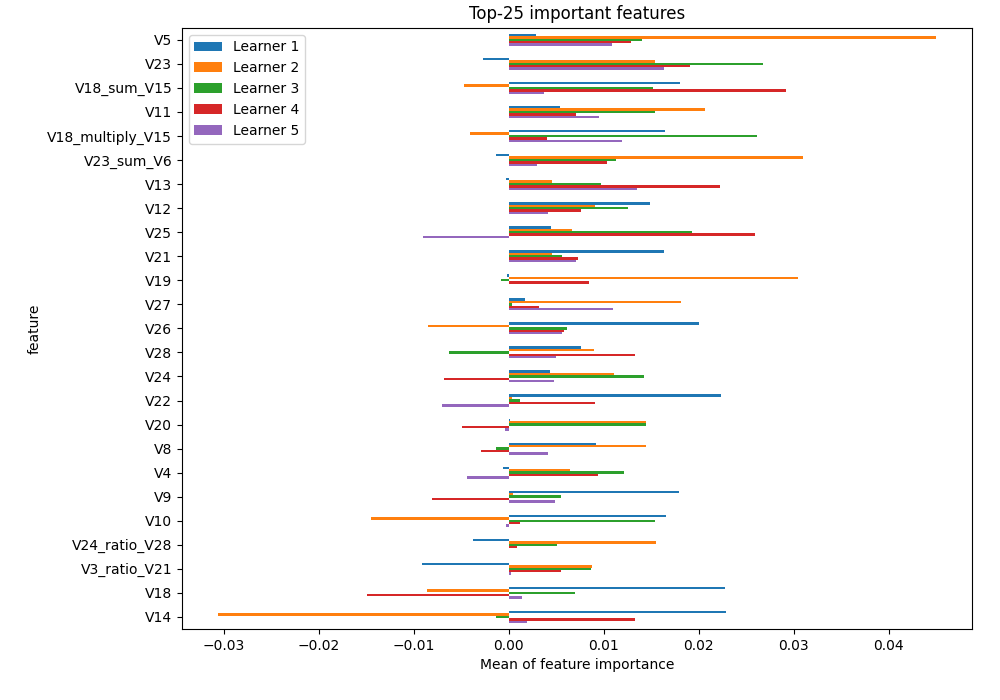 Top-25 important features
Learner 1
Learner 2
Learner 3
Learner 4
Learner 5
feature
V5
V23
V18_sum_V15
V11
V18_multiply_V15
V23_sum_V6
V13
V12
V25
V21
V19
V27
V26
V28
V24
V22
V20
V8
V4
V9
V10
V24_ratio_V28
V3_ratio_V21
V18
V14
−0.03 −0.02 −0.01 0.00 0.01 0.02 0.03 0.04
Mean of feature importance